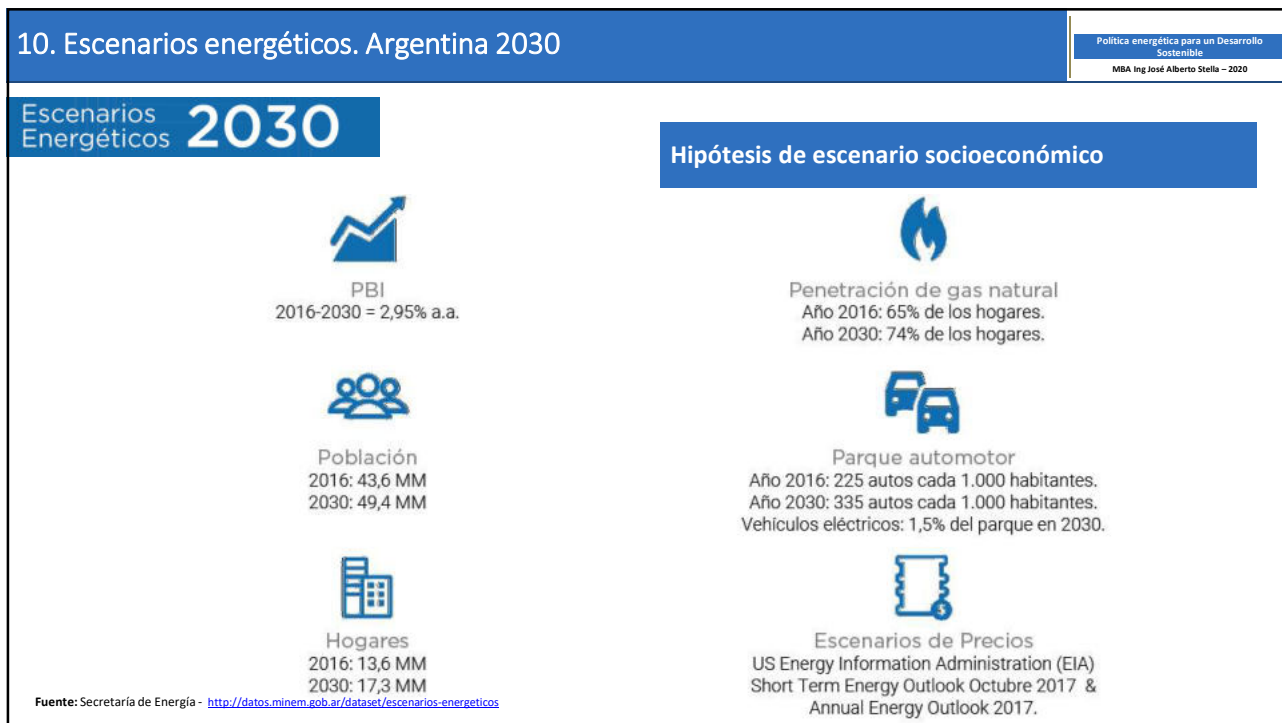 10. Escenarios energéticos. Argentina 2030
Política energética para un Desarrollo
Sostenible
MBA Ing José Alberto Stella – 2020
Escenarios
Energéticos 2030
Hipótesis de escenario socioeconómico
PBI
2016-2030 = 2,95% a.a.
Población
2016: 43,6 MM
2030: 49,4 MM
Hogares
2016: 13,6 MM
2030: 17,3 MM
Penetración de gas natural
Año 2016: 65% de los hogares.
Año 2030: 74% de los hogares.
Parque automotor
Año 2016: 225 autos cada 1.000 habitantes.
Año 2030: 335 autos cada 1.000 habitantes.
Vehículos eléctricos: 1,5% del parque en 2030.
$
Escenarios de Precios
US Energy Information Administration (EIA)
Short Term Energy Outlook Octubre 2017 &
Annual Energy Outlook 2017.
Fuente: Secretaría de Energía - http://datos.minem.gob.ar/dataset/escenarios-energeticos